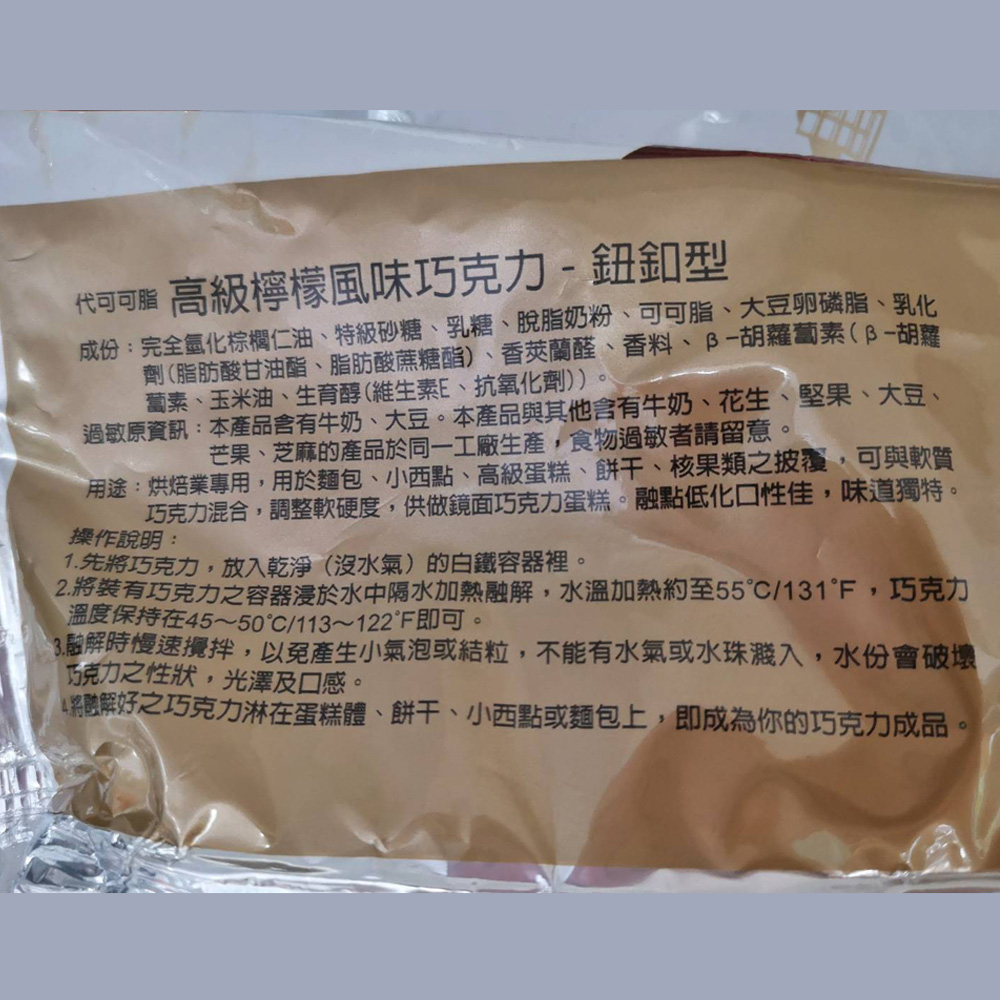 代可可脂 高級檸檬風味巧克力 - 鈕釦型
成份：完全氫化棕櫚仁油、特級砂糖、乳糖、脫脂奶粉、可可脂、大豆卵磷脂、乳化
劑(脂肪酸甘油酯、脂肪酸蔗糖酯)、香莢蘭醛、香料、β-胡蘿蔔素(β-胡蘿
蔔素、玉米油、生育醇(維生素E、抗氧化劑))。
過敏原資訊：本產品含有牛奶、大豆。本產品與其他含有牛奶、花生、堅果、大豆、
芒果、芝麻的產品於同一工廠生產，食物過敏者請留意。
用途：烘焙業專用，用於麵包、小西點、高級蛋糕、餅干、核果類之披覆，可與軟質
巧克力混合，調整軟硬度，供做鏡面巧克力蛋糕。融點低化口性佳，味道獨特。
操作說明：
1.先將巧克力，放入乾淨（沒水氣）的白鐵容器裡。
2.將裝有巧克力之容器浸於水中隔水加熱融解，水溫加熱約至55°C/131°F，巧克力
溫度保持在45～50°C/113～122°F即可。
3.融解時慢速攪拌，以免產生小氣泡或結粒，不能有水氣或水珠濺入，水份會破壞
巧克力之性狀，光澤及口感。
4.將融解好之巧克力淋在蛋糕體、餅干、小西點或麵包上，即成為你的巧克力成品。